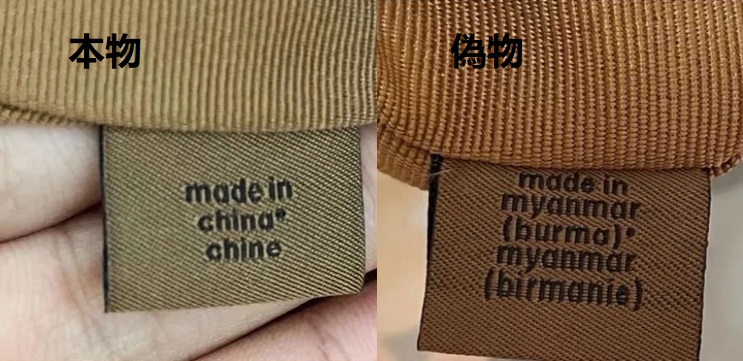 本物
made in
china*
chine
偽物
made in
myanmar
(burma)*
myanmar
(birmanie)